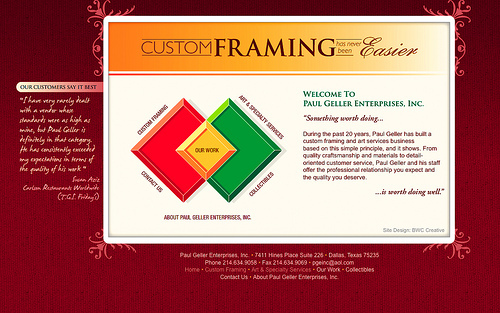 CUSTOM FRAMING has never been Easier
OUR CUSTOMERS SAY IT BEST
"I have very rarely dealt
with a vendor whose
standards were as high as
mine, but Paul Geller is
definitely in that category.
He has consistently exceeded
my expectations in terms of
the quality of his work."
Susan Aziz
Carlson Restaurants Worldwide
(T.G.I. Friday's)
CUSTOM FRAMING
ART & SPECIALTY SERVICES
OUR WORK
CONTACT US
COLLECTIBLES
ABOUT PAUL GELLER ENTERPRISES, INC.
WELCOME TO
PAUL GELLER ENTERPRISES, INC.
"Something worth doing...
During the past 20 years, Paul Geller has built a
custom framing and art services business
based on this simple principle, and it shows. From
quality craftsmanship and materials to detail-
oriented customer service, Paul Geller and his staff
offer the professional relationship you expect and
the quality you deserve.
...is worth doing well."
Site Design: BWC Creative
Paul Geller Enterprises, Inc. • 7411 Hines Place Suite 226 • Dallas, Texas 75235
Phone 214.634.9058 • Fax 214.634.9069 • pgeinc@aol.com
Home • Custom Framing • Art & Specialty Services • Our Work • Collectibles
Contact Us • About Paul Geller Enterprises, Inc.